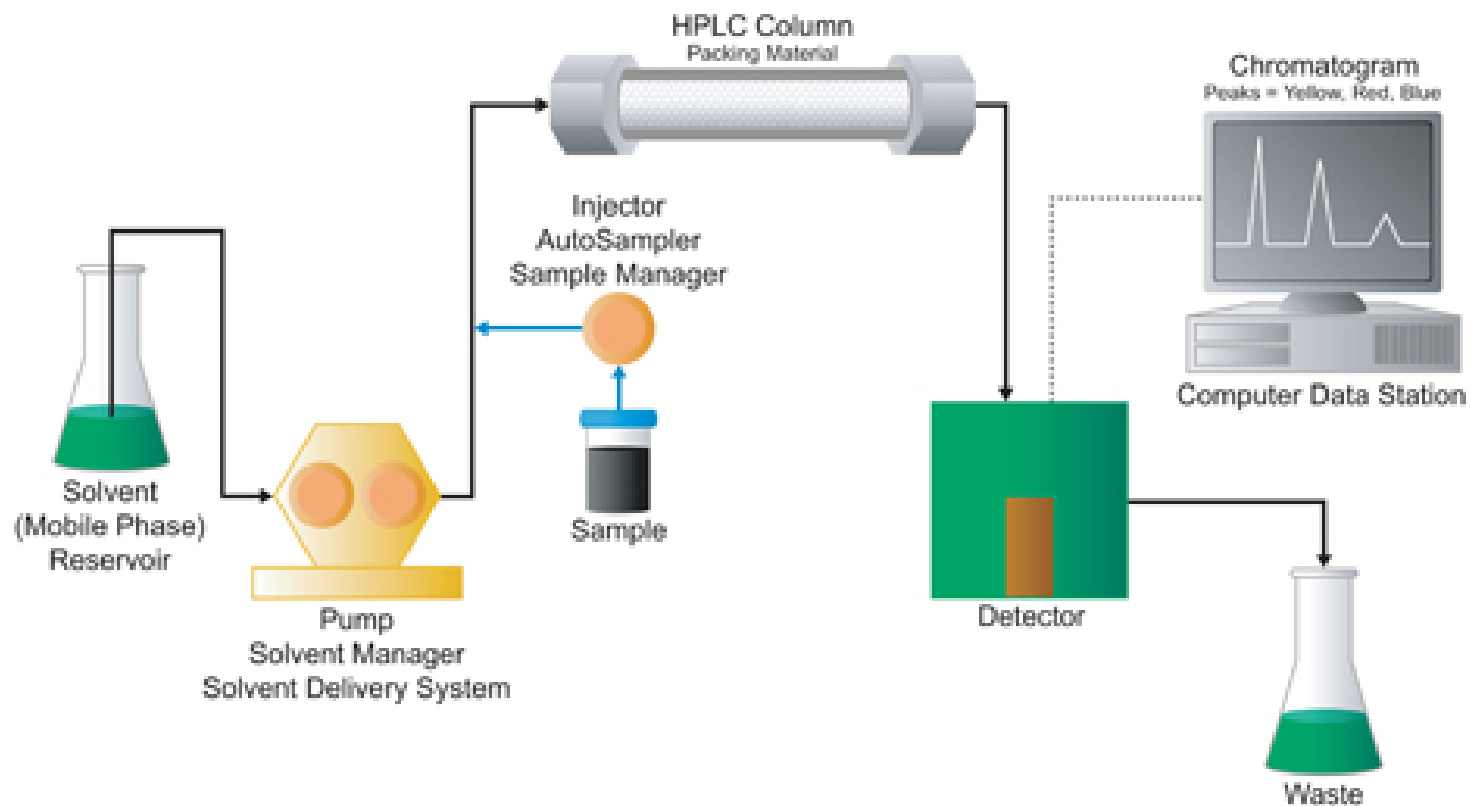 HPLC Column
Packing Material
Chromatogram
Peaks = Yellow, Red, Blue
Injector
AutoSampler
Sample Manager
Computer Data Station
Solvent
(Mobile Phase)
Reservoir
Sample
Pump
Solvent Manager
Solvent Delivery System
Detector
Waste